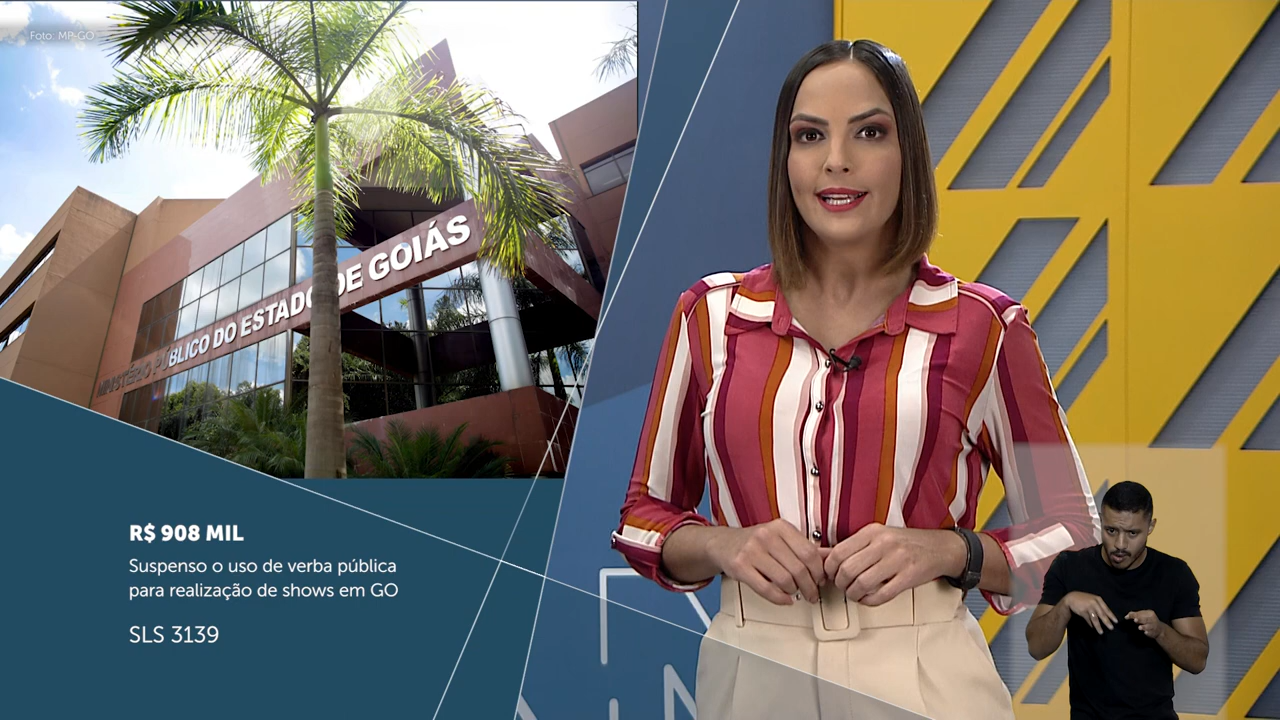 Foto: MP-GO
MINISTÉRIO PÚBLICO DO ESTADO DE GOIÁS
R$ 908 MIL
Suspenso o uso de verba pública
para realização de shows em GO
SLS 3139